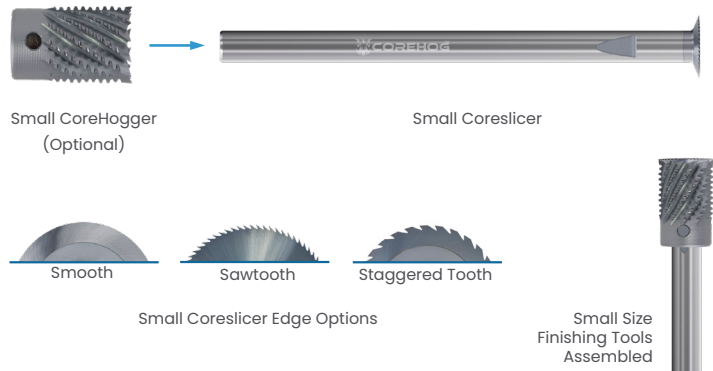 COREHOG
Small CoreHogger
(Optional)
Small Coreslicer
Smooth
Sawtooth
Staggered Tooth
Small Coreslicer Edge Options
Small Size
Finishing Tools
Assembled